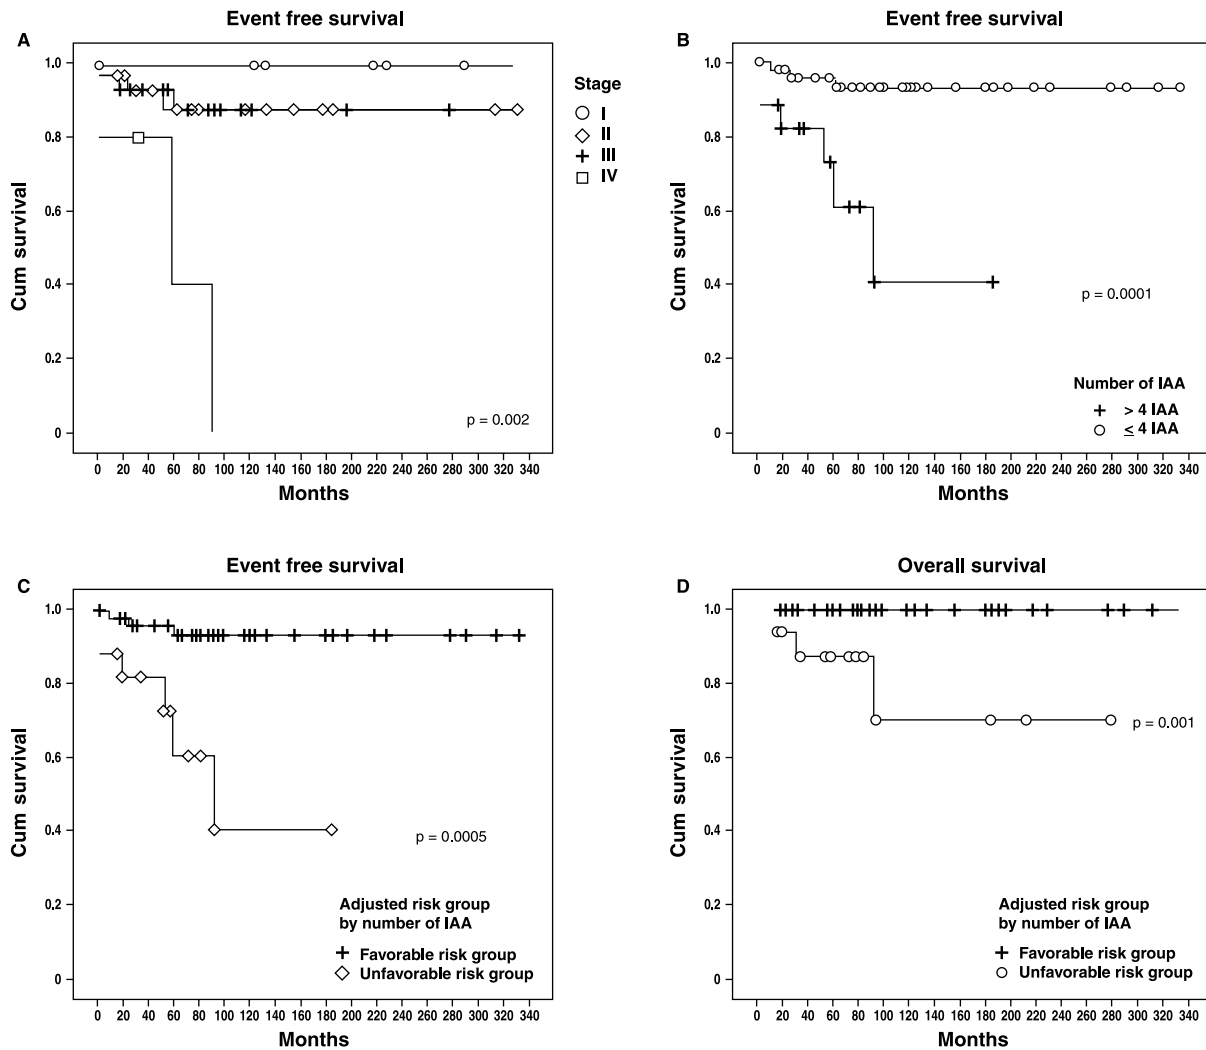 Event free survival
A
1.0
0.8
0.6
0.4
0.2
0
Cum survival
0 20 40 60 80 100 120 140 160 180 200 220 240 260 280 300 320 340
Months
p = 0.002
Stage
I
II
III
IV
Event free survival
B
1.0
0.8
0.6
0.4
0.2
0
Cum survival
0 20 40 60 80 100 120 140 160 180 200 220 240 260 280 300 320 340
Months
p = 0.0001
Number of IAA
> 4 IAA
≤ 4 IAA
Event free survival
C
1.0
0.8
0.6
0.4
0.2
0
Cum survival
0 20 40 60 80 100 120 140 160 180 200 220 240 260 280 300 320 340
Months
p = 0.0005
Adjusted risk group
by number of IAA
Favorable risk group
Unfavorable risk group
Overall survival
D
1.0
0.8
0.6
0.4
0.2
0
Cum survival
0 20 40 60 80 100 120 140 160 180 200 220 240 260 280 300 320 340
Months
p = 0.001
Adjusted risk group
by number of IAA
Favorable risk group
Unfavorable risk group